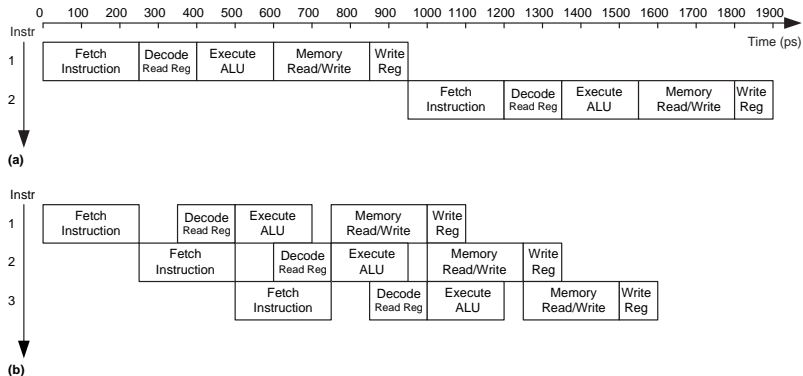 0 100 200 300 400 500 600 700 800 900 1000 1100 1200 1300 1400 1500 1600 1700 1800 1900
Instr
Time (ps)
1
Fetch
Instruction
Decode
Read Reg
Execute
ALU
Memory
Read/Write
Write
Reg
2
Fetch
Instruction
Decode
Read Reg
Execute
ALU
Memory
Read/Write
Write
Reg
(a)
Instr
1
Fetch
Instruction
Decode
Read Reg
Execute
ALU
Memory
Read/Write
Write
Reg
2
Fetch
Instruction
Decode
Read Reg
Execute
ALU
Memory
Read/Write
Write
Reg
3
Fetch
Instruction
Decode
Read Reg
Execute
ALU
Memory
Read/Write
Write
Reg
(b)